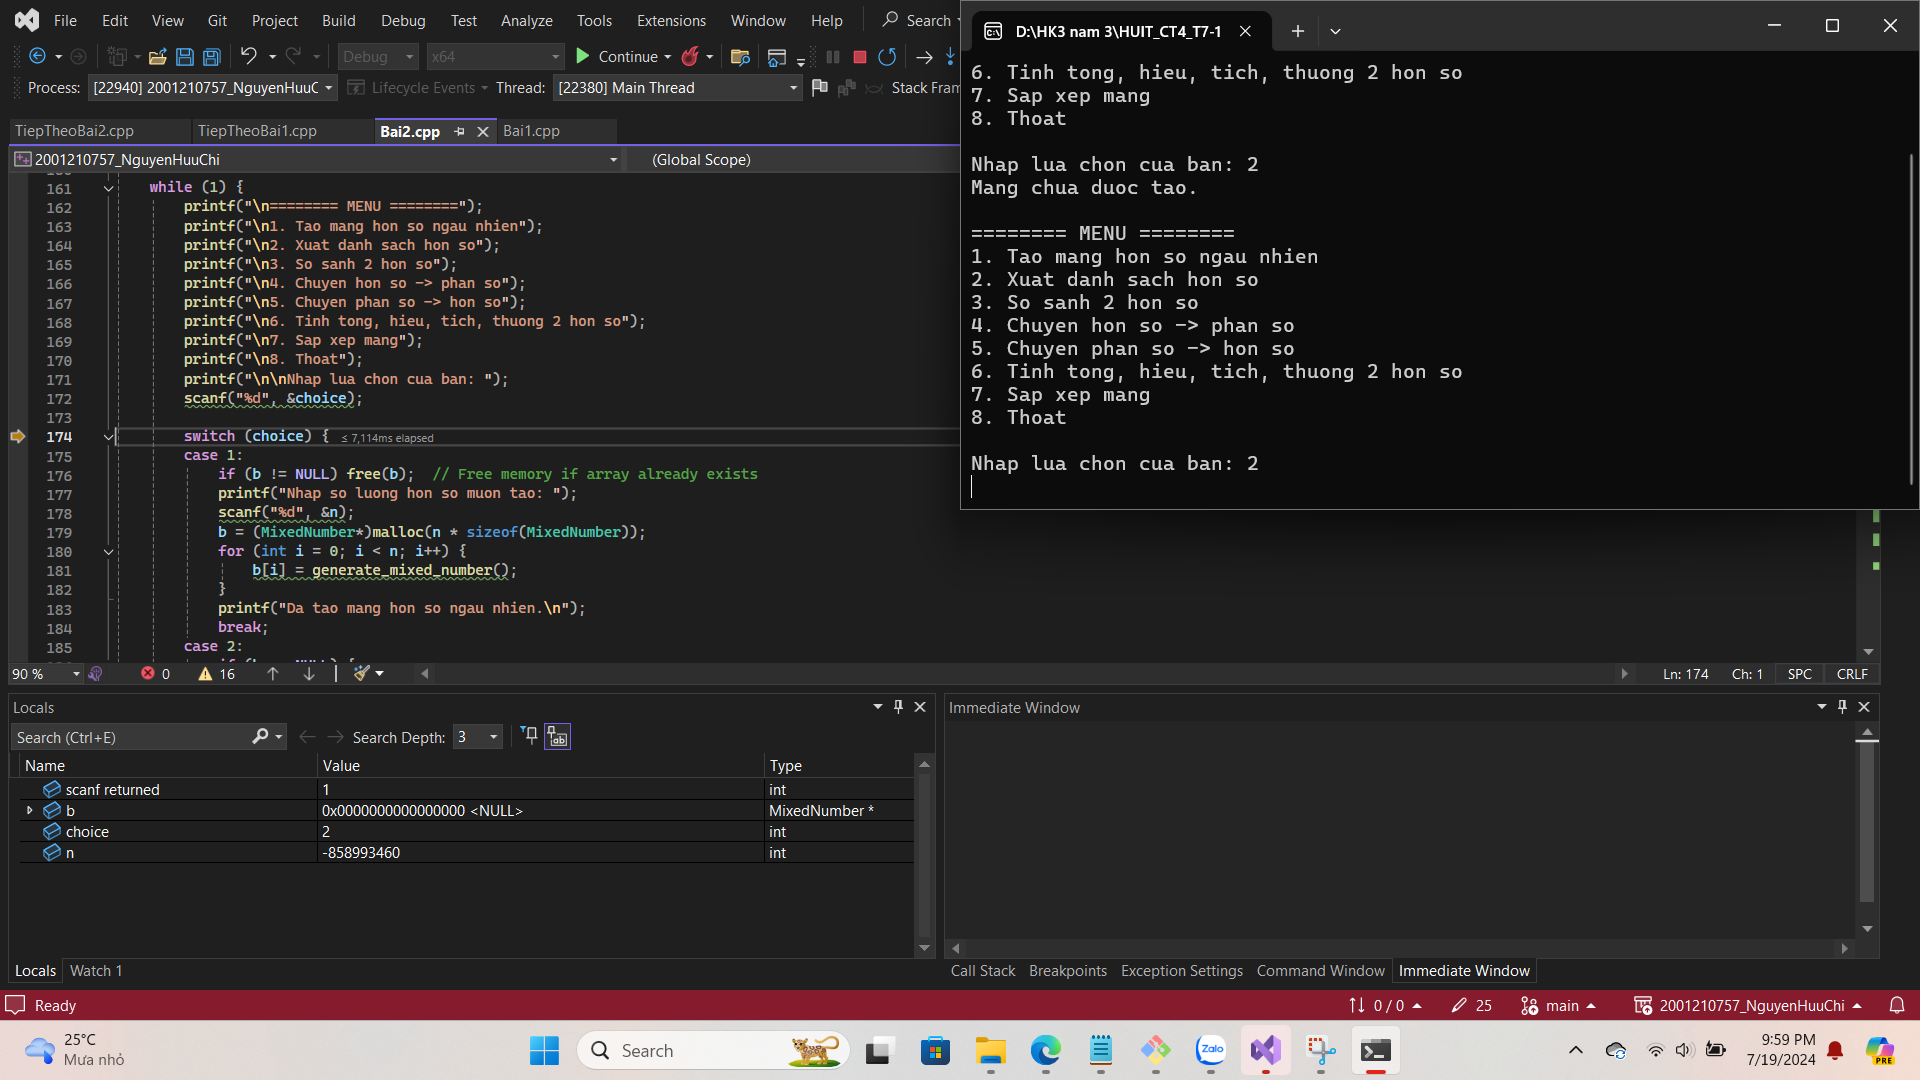 File Edit View Git Project Build Debug Test Analyze Tools Extensions Window Help Search
Debug x64 Continue
Process: [22940] 2001210757_NguyenHuuC Lifecycle Events Thread: [22380] Main Thread Stack Fram
TiepTheoBai2.cpp TiepTheoBai1.cpp Bai2.cpp Bai1.cpp
2001210757_NguyenHuuChi (Global Scope)
161 while (1) {
162 printf("\n======== MENU ========");
163 printf("\n1. Tao mang hon so ngau nhien");
164 printf("\n2. Xuat danh sach hon so");
165 printf("\n3. So sanh 2 hon so");
166 printf("\n4. Chuyen hon so -> phan so");
167 printf("\n5. Chuyen phan so -> hon so");
168 printf("\n6. Tinh tong, hieu, tich, thuong 2 hon so");
169 printf("\n7. Sap xep mang");
170 printf("\n8. Thoat");
171 printf("\n\nNhap lua chon cua ban: ");
172 scanf("%d", &choice);
173
174 switch (choice) { ≤ 7,114ms elapsed
175 case 1:
176 if (b != NULL) free(b); // Free memory if array already exists
177 printf("Nhap so luong hon so muon tao: ");
178 scanf("%d", &n);
179 b = (MixedNumber*)malloc(n * sizeof(MixedNumber));
180 for (int i = 0; i < n; i++) {
181 b[i] = generate_mixed_number();
182 }
183 printf("Da tao mang hon so ngau nhien.\n");
184 break;
185 case 2:
90 % 0 16 Ln: 174 Ch: 1 SPC CRLF
D:\HK3 nam 3\HUIT_CT4_T7-1
6. Tinh tong, hieu, tich, thuong 2 hon so
7. Sap xep mang
8. Thoat
Nhap lua chon cua ban: 2
Mang chua duoc tao.
======== MENU ========
1. Tao mang hon so ngau nhien
2. Xuat danh sach hon so
3. So sanh 2 hon so
4. Chuyen hon so -> phan so
5. Chuyen phan so -> hon so
6. Tinh tong, hieu, tich, thuong 2 hon so
7. Sap xep mang
8. Thoat
Nhap lua chon cua ban: 2
Locals
Search (Ctrl+E) Search Depth: 3
Name Value Type
scanf returned 1 int
b 0x0000000000000000 <NULL> MixedNumber *
choice 2 int
n -858993460 int
Locals Watch 1
Immediate Window
Call Stack Breakpoints Exception Settings Command Window Immediate Window
Ready 0 / 0 25 main 2001210757_NguyenHuuChi
25°C
Mưa nhỏ
Search
Zalo
9:59 PM
7/19/2024
PRE